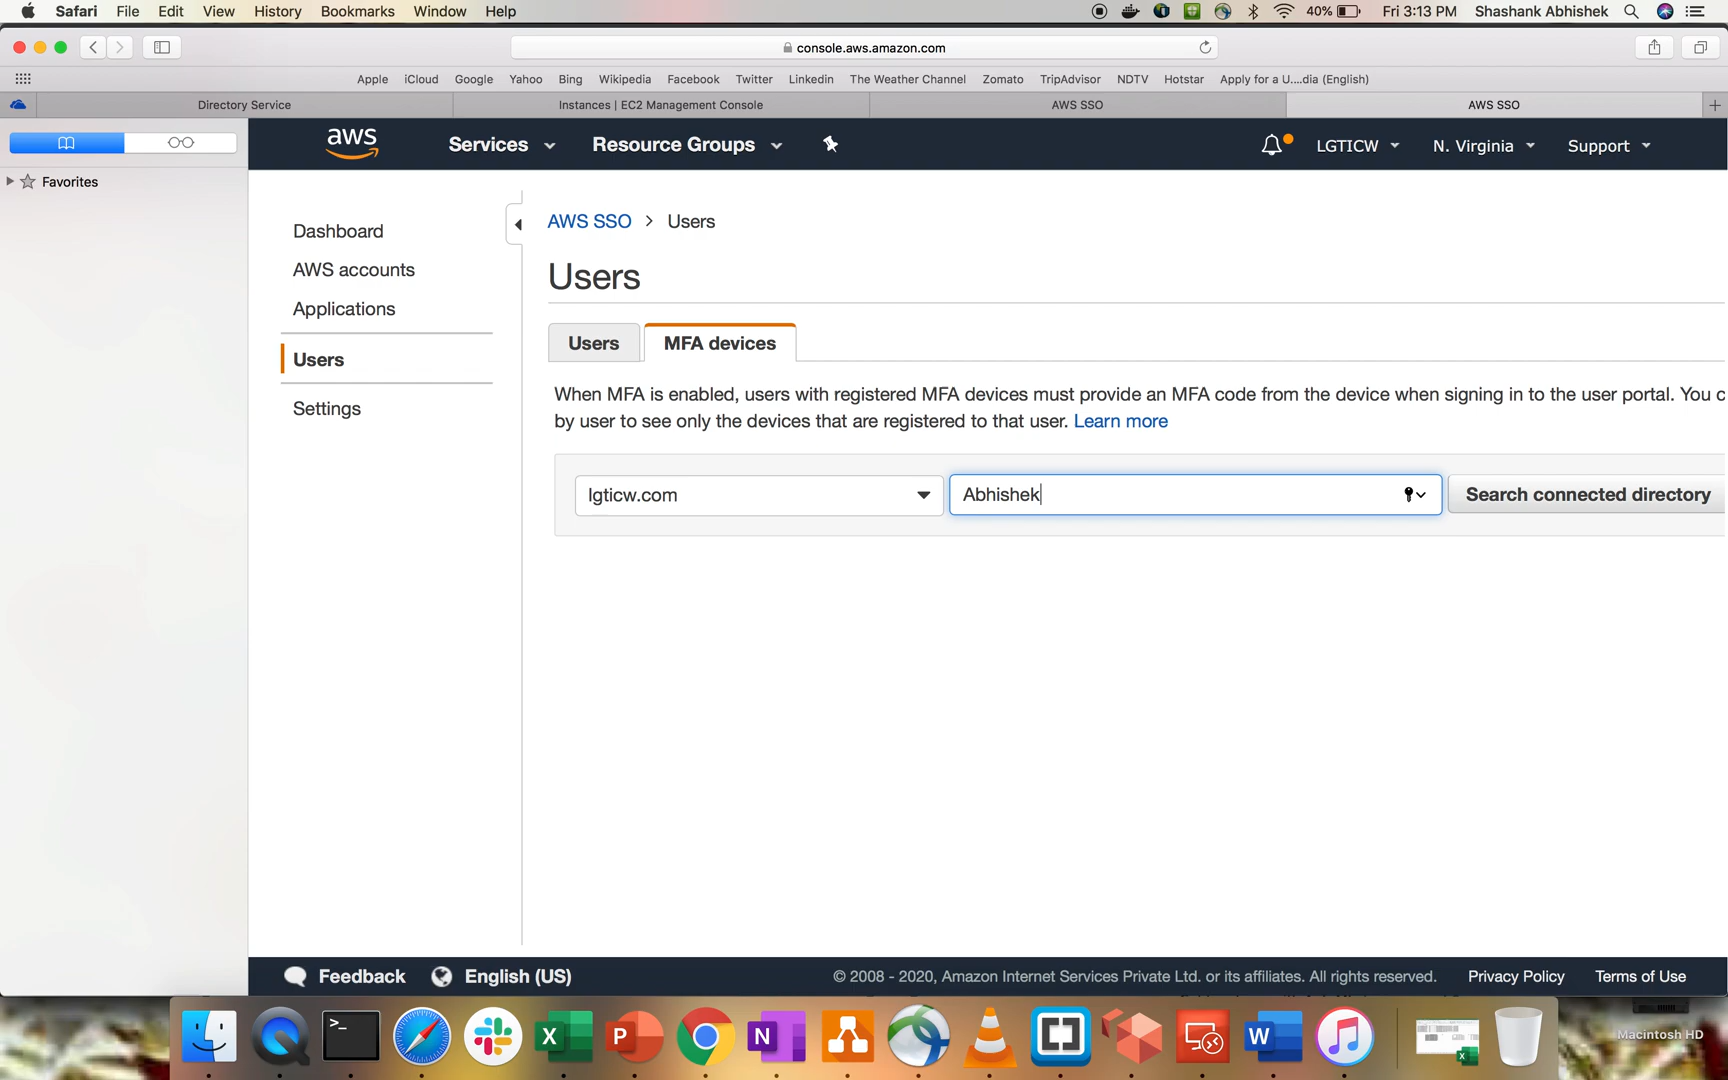 Safari File Edit View History Bookmarks Window Help 40% Fri 3:13 PM Shashank Abhishek
console.aws.amazon.com
Apple iCloud Google Yahoo Bing Wikipedia Facebook Twitter Linkedin The Weather Channel Zomato TripAdvisor NDTV Hotstar Apply for a U....dia (English)
Directory Service Instances | EC2 Management Console AWS SSO AWS SSO
aws Services Resource Groups LGTICW N. Virginia Support
Favorites
Dashboard
AWS accounts
Applications
Users
Settings
AWS SSO > Users
Users
Users MFA devices
When MFA is enabled, users with registered MFA devices must provide an MFA code from the device when signing in to the user portal. You c
by user to see only the devices that are registered to that user. Learn more
lgticw.com Abhishek Search connected directory
Feedback English (US) © 2008 - 2020, Amazon Internet Services Private Ltd. or its affiliates. All rights reserved. Privacy Policy Terms of Use
Macintosh HD